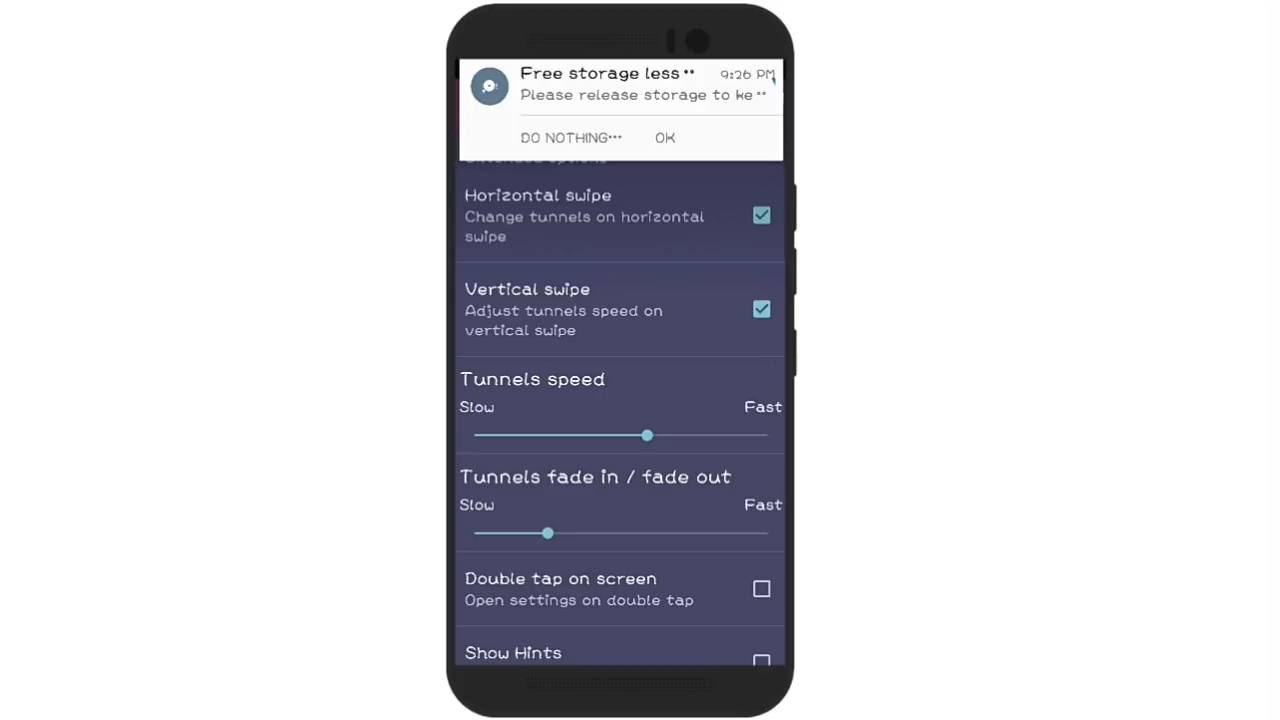 Free storage less··
9:26 PM
Please release storage to ke··
DO NOTHING···
OK
Extended options
Horizontal swipe
Change tunnels on horizontal
swipe
Vertical swipe
Adjust tunnels speed on
vertical swipe
Tunnels speed
Slow
Fast
Tunnels fade in / fade out
Slow
Fast
Double tap on screen
Open settings on double tap
Show Hints